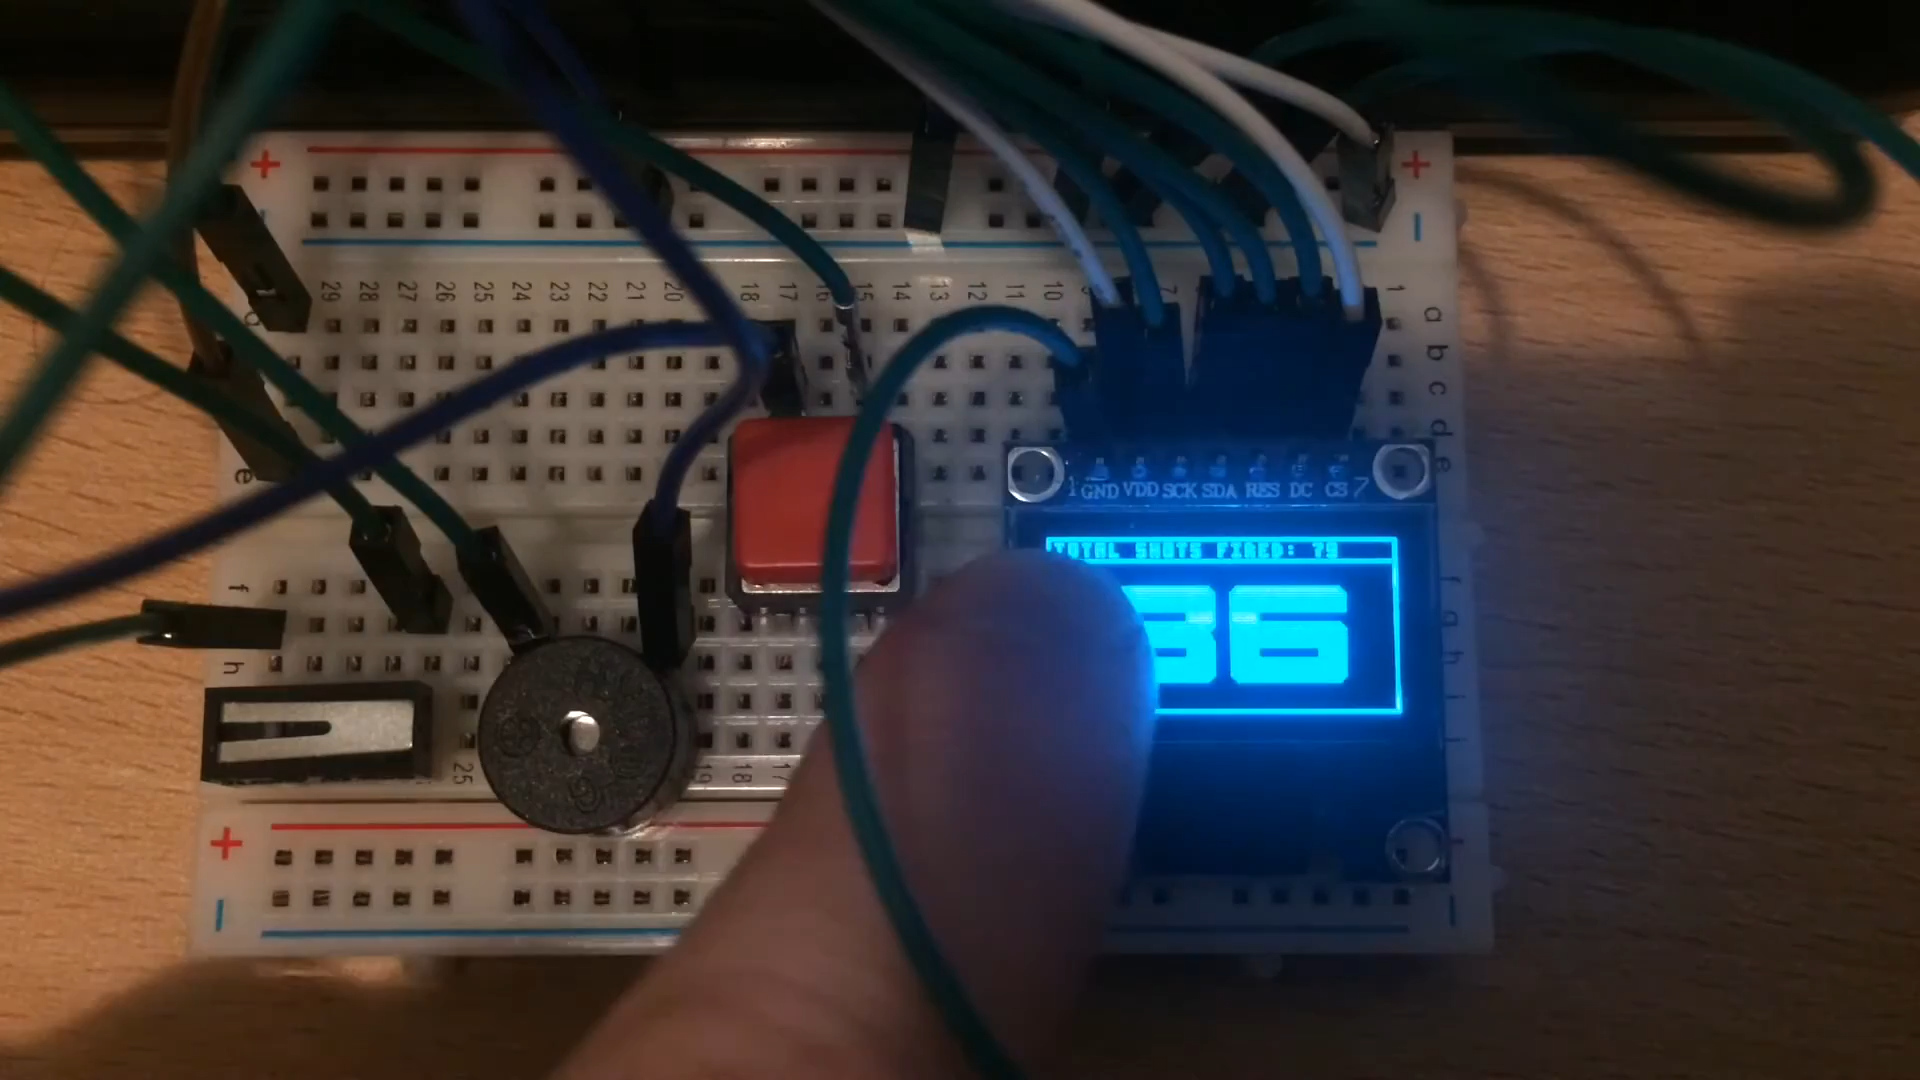 + +
- -
29 28 27 26 25 24 23 22 21 20 18 17 16 15 14 13 12 11 10 9 7 1
a a
b
c
d
e e
1 GND VDD SCK SDA RES DC CS 7
TOTAL SHOTS FIRED: 79
36
f f
g
h h
i
j
25 19 18 17
+
- -